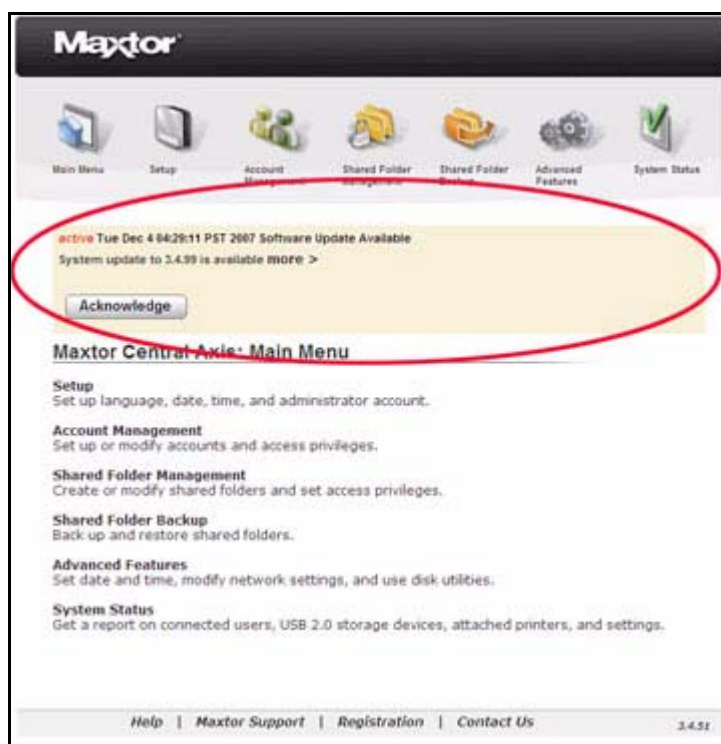 Maxtor
Main Menu
Setup
Account Management
Shared Folder Management
Shared Folder Backup
Advanced Features
System Status
active Tue Dec 4 04:29:11 PST 2007 Software Update Available
System update to 3.4.99 is available more >
Acknowledge
Maxtor Central Axis: Main Menu
Setup
Set up language, date, time, and administrator account.
Account Management
Set up or modify accounts and access privileges.
Shared Folder Management
Create or modify shared folders and set access privileges.
Shared Folder Backup
Back up and restore shared folders.
Advanced Features
Set date and time, modify network settings, and use disk utilities.
System Status
Get a report on connected users, USB 2.0 storage devices, attached printers, and settings.
Help | Maxtor Support | Registration | Contact Us
3.4.51